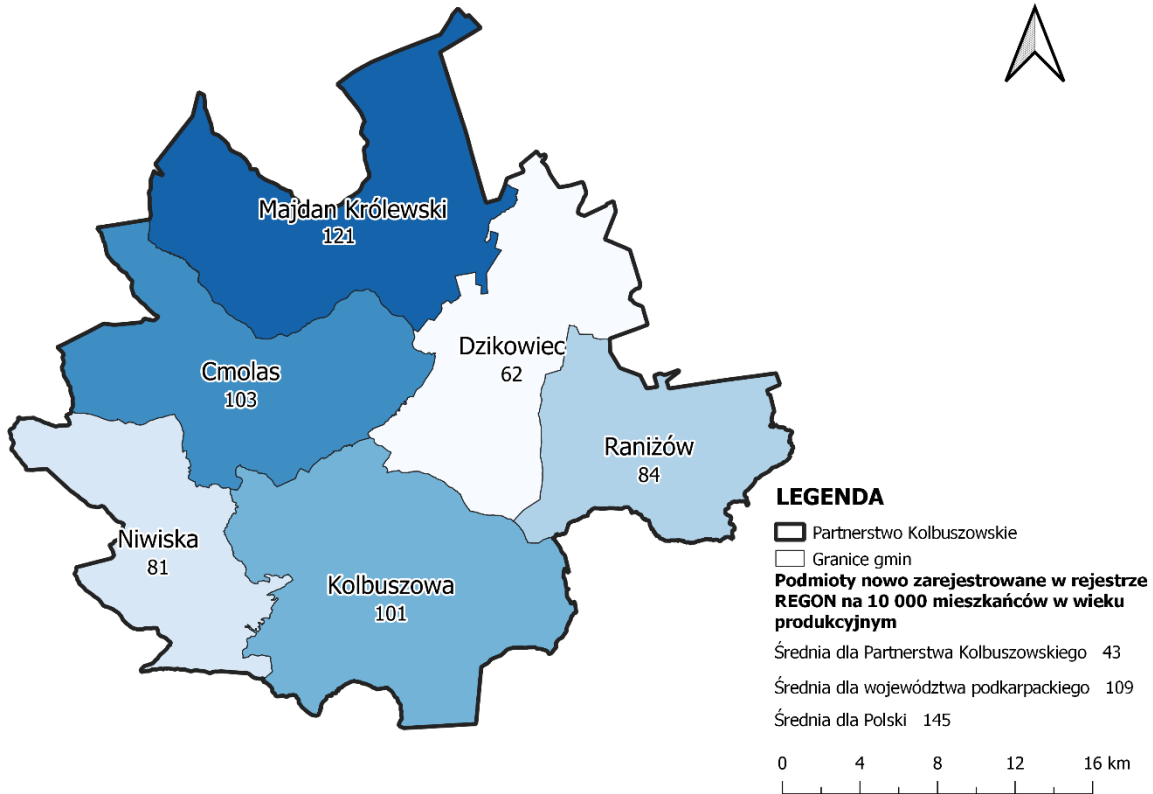 Majdan Królewski
121
Dzikowiec
62
Cmolas
103
Raniżów
84
Niwiska
81
Kolbuszowa
101
LEGENDA
Partnerstwo Kolbuszowskie
Granice gmin
Podmioty nowo zarejestrowane w rejestrze
REGON na 10 000 mieszkańców w wieku
produkcyjnym
Średnia dla Partnerstwa Kolbuszowskiego 43
Średnia dla województwa podkarpackiego 109
Średnia dla Polski 145
0 4 8 12 16 km